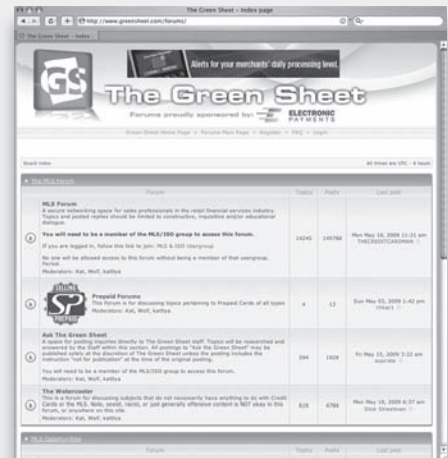 The Green Sheet - Index page
http://www.greensheet.com/forums/
The Green Sheet - Index ...
Alerts for your merchants' daily processing level.
GS
The Green Sheet
Forums proudly sponsored by: ELECTRONIC PAYMENTS
Green Sheet Home Page • Forums Main Page • Register • FAQ • Login
Board index
All times are UTC - 6 hours
The MLS Forum
Forum Topics Posts Last post
MLS Forum
A secure networking space for sales professionals in the retail financial services industry.
Topics and posted replies should be limited to constructive, inquisitive and/or educational
dialogue.
You will need to be a member of the MLS/ISO group to access this forum.
If you are logged in, follow this link to join: MLS & ISO Usergroup
No one will be allowed access to this forum without being a member of that usergroup.
Period.
Moderators: Kat, Wolf, katiya
14245 145780 Mon May 18, 2009 11:21 am
THECREDITCARDMAN
SELLING
SP
PREPAID
Prepaid Forums
This Forum is for discussing topics pertaining to Prepaid Cards of all types
Moderators: Kat, Wolf, katiya
4 13 Sun May 03, 2009 1:42 pm
Ask The Green Sheet
A space for posting inquiries directly to The Green Sheet staff. Topics will be researched and
answered by the Staff within this section. All postings to "Ask the Green Sheet" may be
published solely at the discretion of The Green Sheet unless the posting includes the
instruction "not for publication" at the time of the original posting.
You will need to be a member of the MLS/ISO group to access this forum.
Moderators: Kat, Wolf, katiya
Fri May 15, 2009 3:22 am
The Watercooler
This is a forum for discussing subjects that do not necessarily have anything to do with Credit
Cards or the MLS. Note, sexist, racist, or just generally offensive content is NOT okay in this
forum, or anywhere on this site.
Moderators: Kat, Wolf, katiya
Mon May 18, 2009 6:37 am
Slick Streetman
MLS Opportunities
Forum Topics Posts Last post